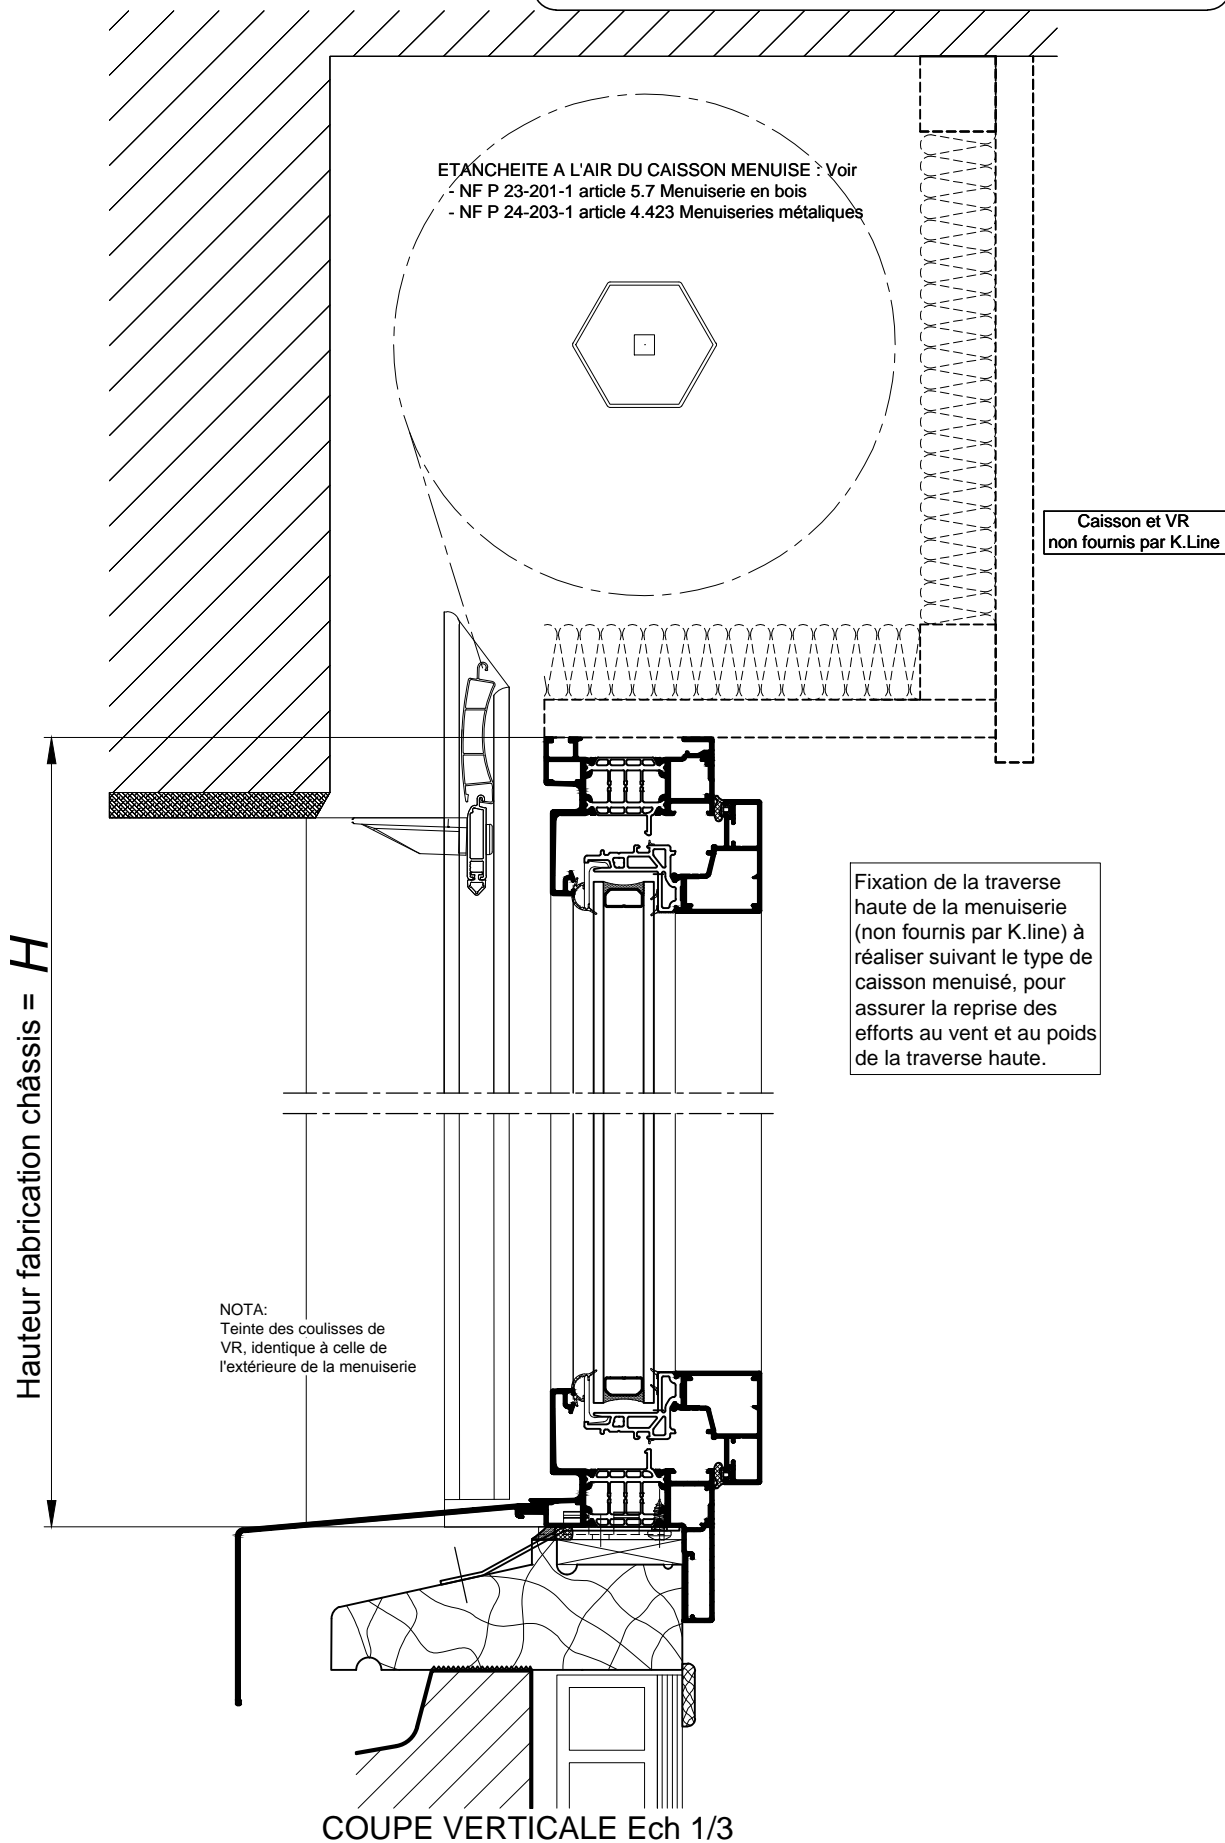 ETANCHEITE A L'AIR DU CAISSON MENUISE : Voir
- NF P 23-201-1 article 5.7 Menuiserie en bois
- NF P 24-203-1 article 4.423 Menuiseries métaliques
Caisson et VR
non fournis par K.Line
Fixation de la traverse
haute de la menuiserie
(non fournis par K.line) à
réaliser suivant le type de
caisson menuisé, pour
assurer la reprise des
efforts au vent et au poids
de la traverse haute.
Hauteur fabrication châssis = H
NOTA:
Teinte des coulisses de
VR, identique à celle de
l'extérieure de la menuiserie
COUPE VERTICALE Ech 1/3